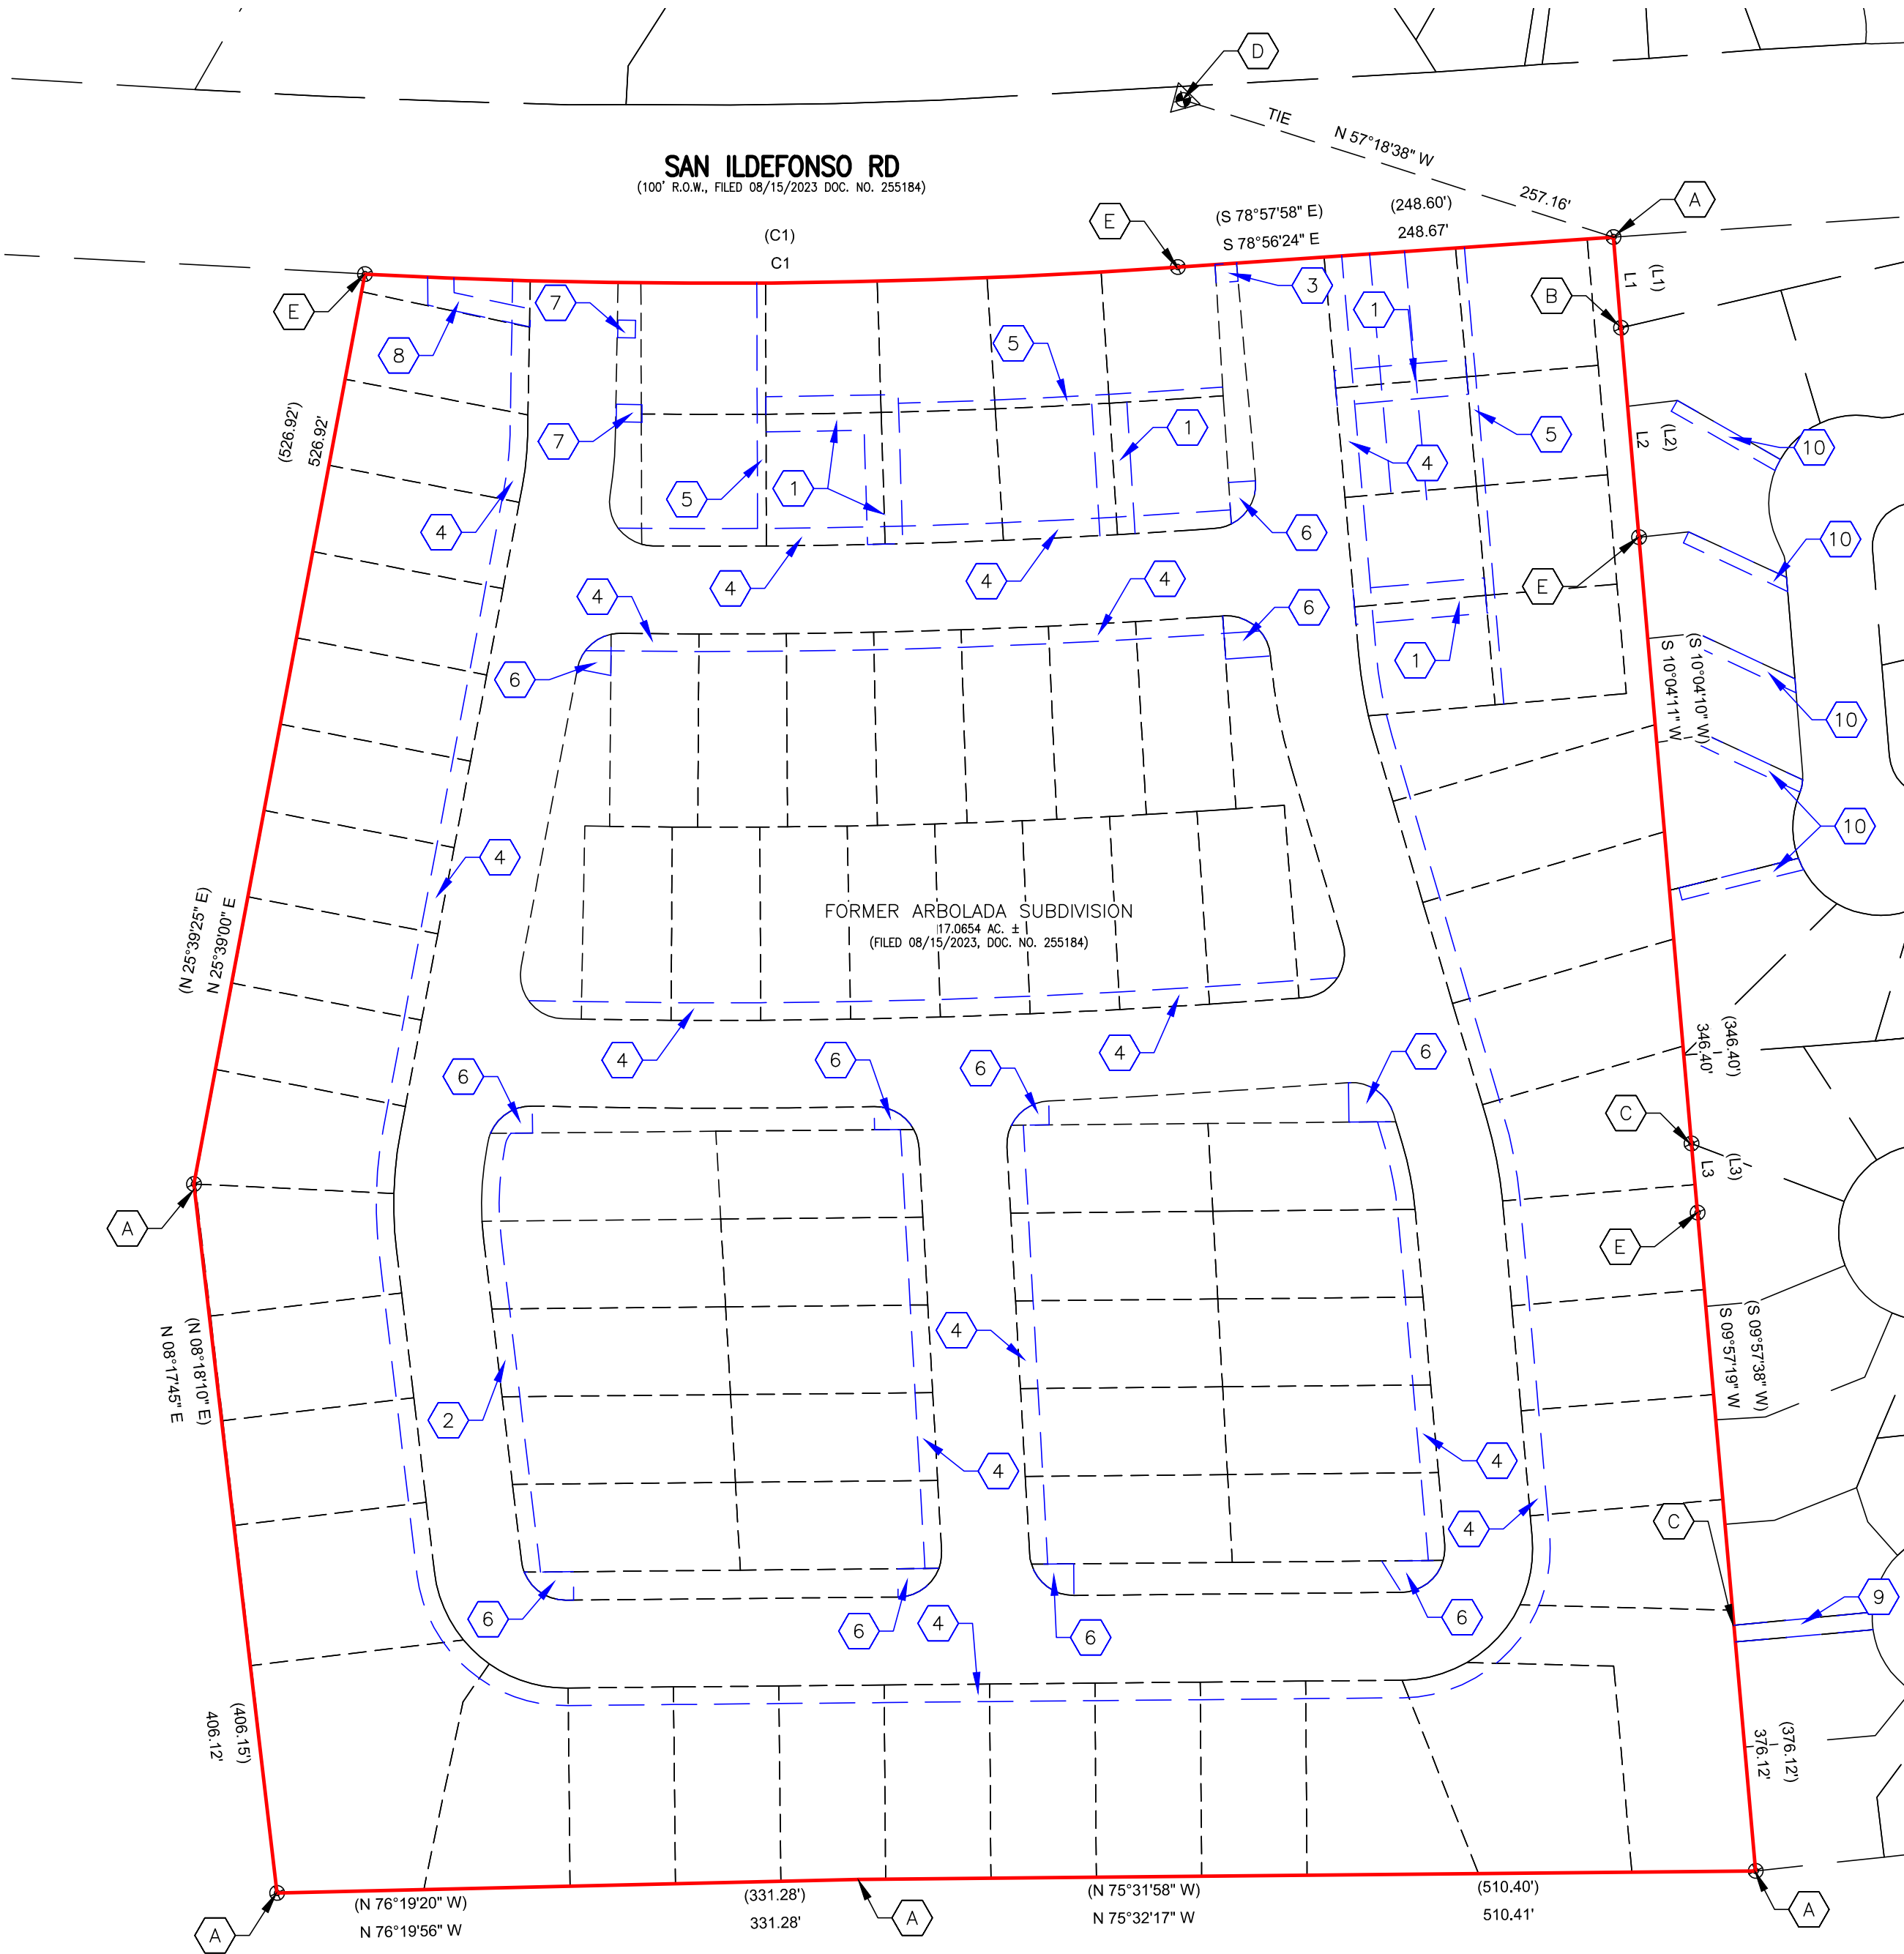 D
TIE
N 57°18'38" W
257.16'
SAN ILDEFONSO RD
(100' R.O.W., FILED 08/15/2023 DOC. NO. 255184)
A
E
(S 78°57'58" E)
(248.60')
S 78°56'24" E
248.67'
(C1)
C1
L1
(L1)
E
7
3
B
1
8
5
(526.92')
526.92'
7
1
5
4
L2
(L2)
10
5
1
4
6
10
4
4
4
4
4
6
E
6
1
S 10°04'11" W
(S 10°04'10" W)
10
4
10
FORMER ARBOLADA SUBDIVISION
17.0654 AC. ±
(FILED 08/15/2023, DOC. NO. 255184)
(N 25°39'25" E)
N 25°39'00" E
4
4
6
6
6
6
346.40'
(346.40')
C
L3
(L3)
A
E
4
N 08°17'45" E
(N 08°18'10" E)
S 09°57'19" W
(S 09°57'38" W)
2
4
4
4
C
9
6
6
4
6
6
406.12'
(406.15')
376.12'
(376.12')
A
(N 76°19'20" W)
N 76°19'56" W
(331.28')
331.28'
A
(N 75°31'58" W)
N 75°32'17" W
(510.40')
510.41'
A